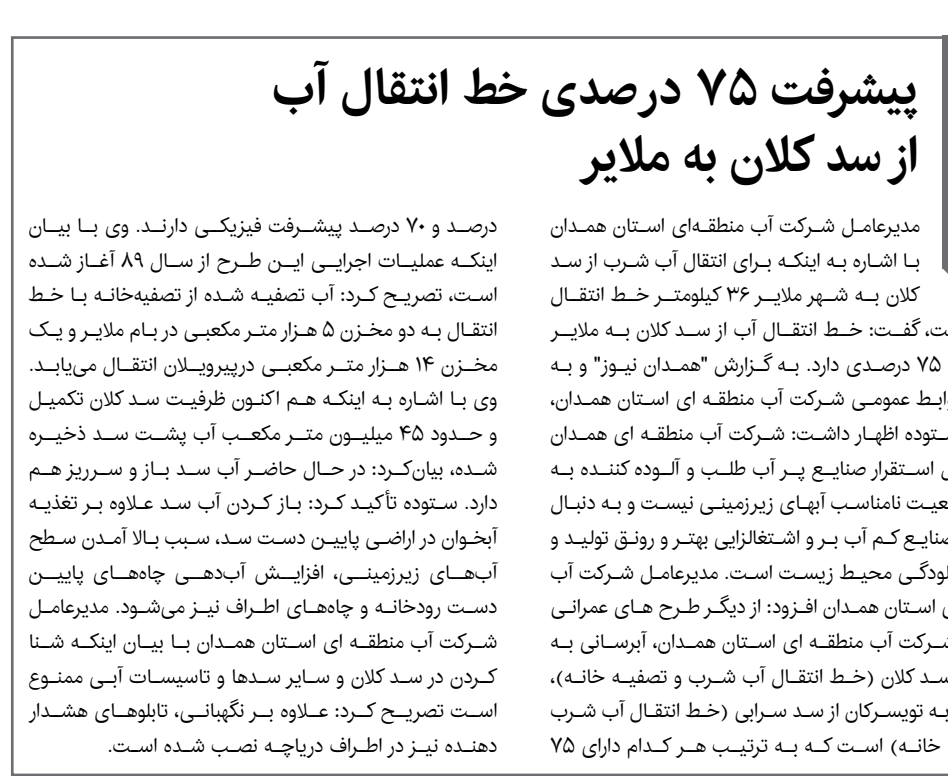 پیشرفت ۷۵ درصدی خط انتقال آب
از سد کلان به ملایر
مدیرعامل شرکت آب منطقه‌ای استان همدان
با اشاره به اینکه برای انتقال آب شرب از سد
کلان به شهر ملایر ۳۶ کیلومتر خط انتقال
گفت: خط انتقال آب از سد کلان به ملایر
۷۵ درصدی دارد. به گزارش "همدان نیوز" و به
عمومی شرکت آب منطقه ای استان همدان،
اظهار داشت: شرکت آب منطقه ای همدان
استقرار صنایع پر آب طلب و آلوده کننده به
نامناسب آبهای زیرزمینی نیست و به دنبال
کم آب بر و اشتغالزایی بهتر و رونق تولید و
محیط زیست است. مدیرعامل شرکت آب
استان همدان افزود: از دیگر طرح های عمرانی
آب منطقه ای استان همدان، آبرسانی به
کلان (خط انتقال آب شرب و تصفیه خانه)،
تویسرکان از سد سرابی (خط انتقال آب شرب
خانه) است که به ترتیب هر کدام دارای ۷۵
درصد و ۷۰ درصد پیشرفت فیزیکی دارند. وی با بیان
اینکه عملیات اجرایی این طرح از سال ۸۹ آغاز شده
است، تصریح کرد: آب تصفیه شده از تصفیه‌خانه با خط
انتقال به دو مخزن ۵ هزار متر مکعبی در بام ملایر و یک
مخزن ۱۴ هزار متر مکعبی درپیرویلان انتقال می‌یابد.
وی با اشاره به اینکه هم اکنون ظرفیت سد کلان تکمیل
و حدود ۴۵ میلیون متر مکعب آب پشت سد ذخیره
شده، بیان‌کرد: در حال حاضر آب سد باز و سرریز هم
دارد. ستوده تأکید کرد: باز کردن آب سد علاوه بر تغذیه
آبخوان در اراضی پایین دست سد، سبب بالا آمدن سطح
آب‌های زیرزمینی، افزایش آب‌دهی چاه‌های پایین
دست رودخانه و چاه‌های اطراف نیز می‌شود. مدیرعامل
شرکت آب منطقه ای استان همدان با بیان اینکه شنا
کردن در سد کلان و سایر سدها و تاسیسات آبی ممنوع
است تصریح کرد: علاوه بر نگهبانی، تابلوهای هشدار
دهنده نیز در اطراف دریاچه نصب شده است.